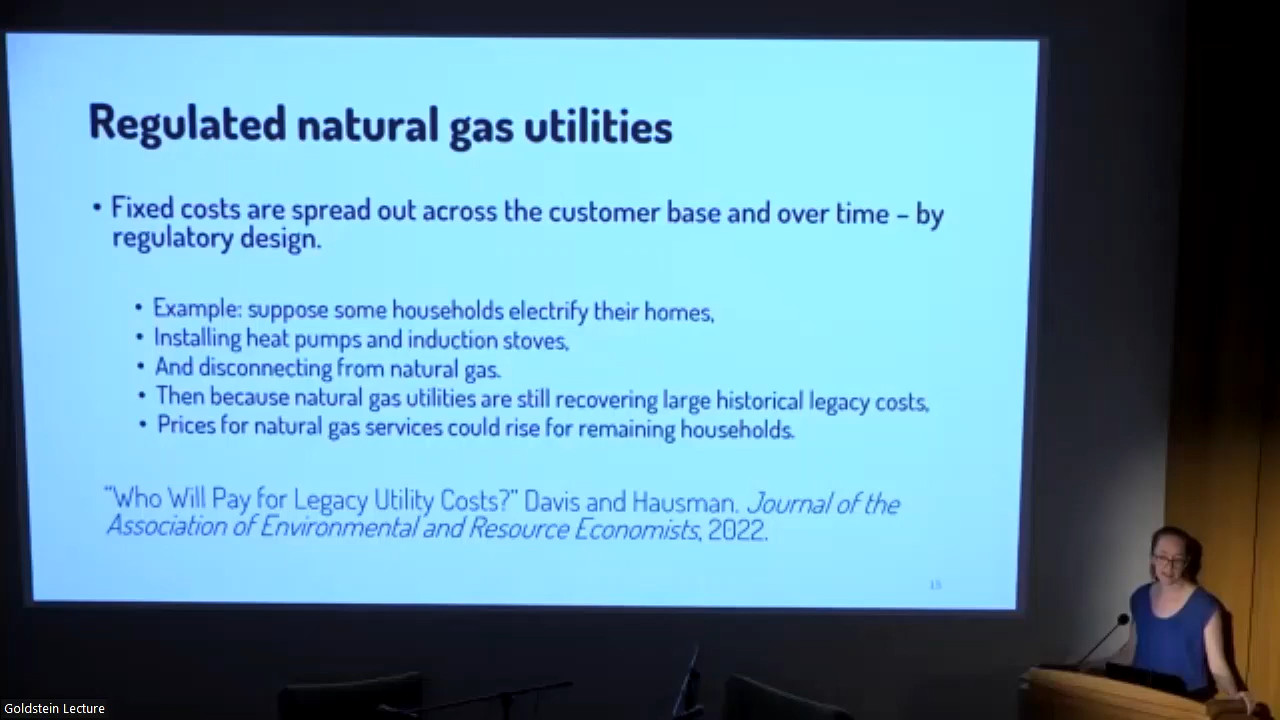 Regulated natural gas utilities
• Fixed costs are spread out across the customer base and over time – by
regulatory design.
• Example: suppose some households electrify their homes,
• Installing heat pumps and induction stoves,
• And disconnecting from natural gas.
• Then because natural gas utilities are still recovering large historical legacy costs,
• Prices for natural gas services could rise for remaining households.
“Who Will Pay for Legacy Utility Costs?” Davis and Hausman. Journal of the
Association of Environmental and Resource Economists, 2022.
Goldstein Lecture